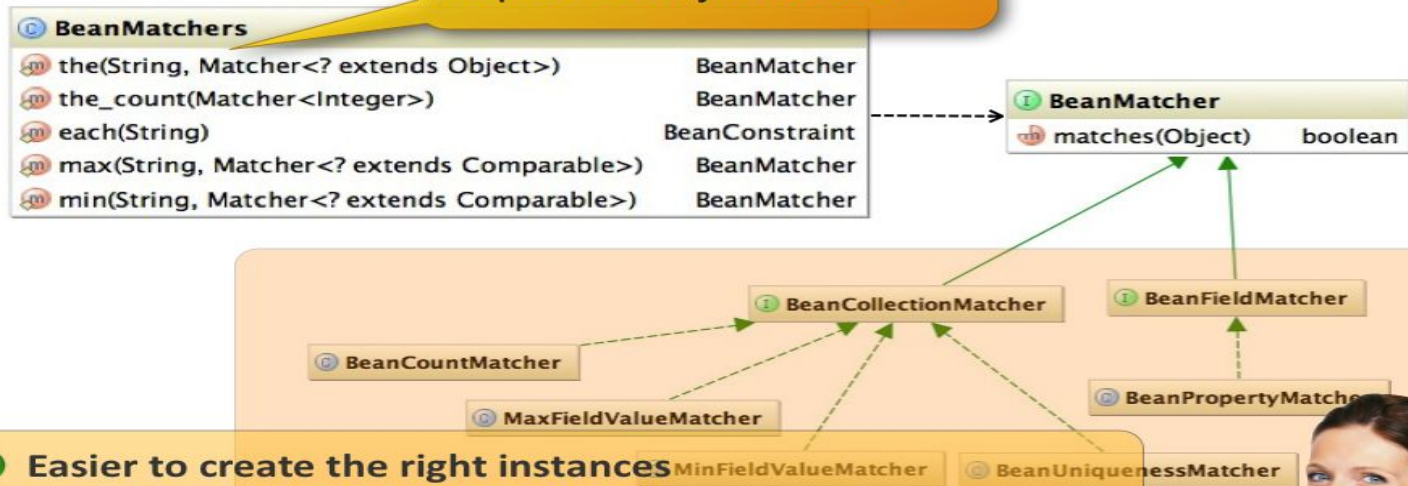 BeanMatchers
the(String, Matcher<? extends Object>) BeanMatcher
the_count(Matcher<Integer>) BeanMatcher
each(String) BeanConstraint
max(String, Matcher<? extends Comparable>) BeanMatcher
min(String, Matcher<? extends Comparable>) BeanMatcher
BeanMatcher
matches(Object) boolean
BeanCollectionMatcher
BeanFieldMatcher
BeanCountMatcher
BeanPropertyMatche
MaxFieldValueMatcher
Easier to create the right instances
MinFieldValueMatcher
BeanUniquenessMatcher